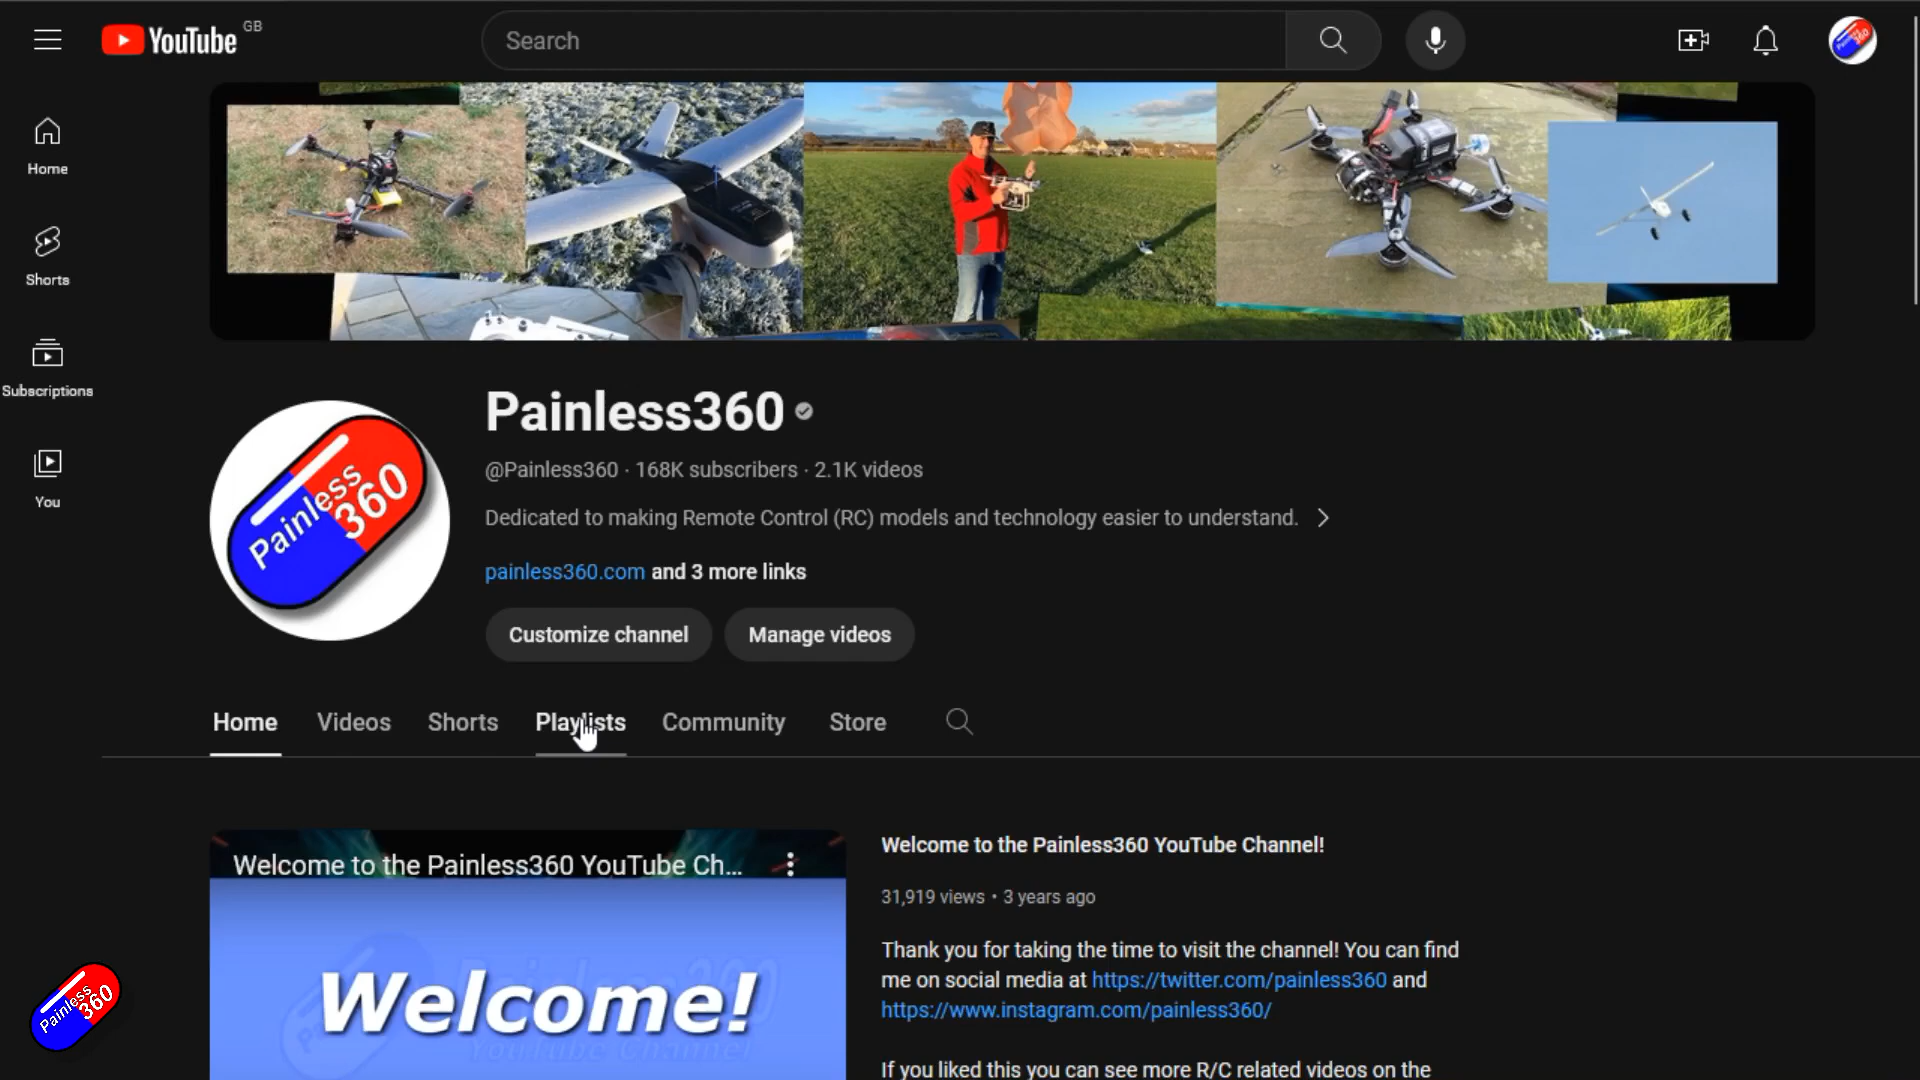 YouTube GB
Search
Home
Shorts
Subscriptions
You
Painless 360
Painless360
@Painless360 · 168K subscribers · 2.1K videos
Dedicated to making Remote Control (RC) models and technology easier to understand.
painless360.com and 3 more links
Customize channel
Manage videos
Home
Videos
Shorts
Playlists
Community
Store
Welcome to the Painless360 YouTube Ch...
Welcome!
YouTube Channel
Welcome to the Painless360 YouTube Channel!
31,919 views • 3 years ago
Thank you for taking the time to visit the channel! You can find
me on social media at https://twitter.com/painless360 and
https://www.instagram.com/painless360/
If you liked this you can see more R/C related videos on the
Painless 360